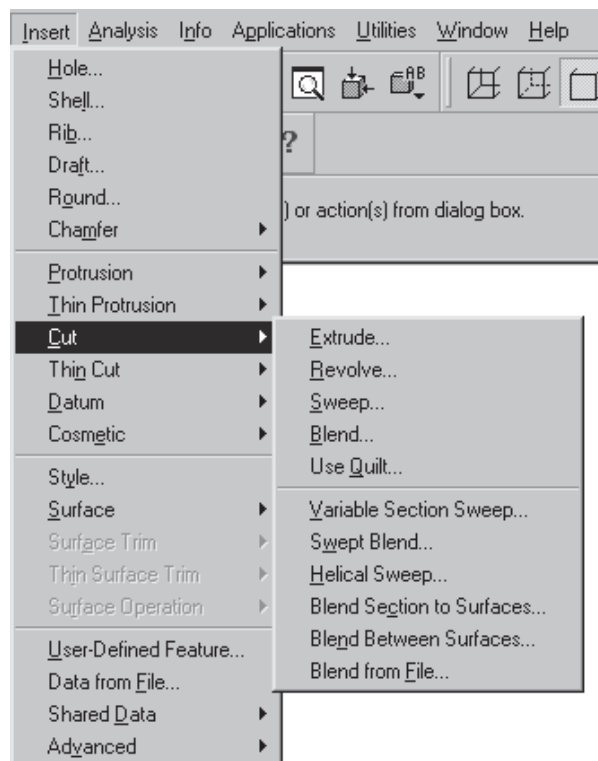 Insert Analysis Info Applications Utilities Window Help
Hole...
Shell...
Rib...
Draft...
Round...
Chamfer
Protrusion
Thin Protrusion
Cut
Thin Cut
Datum
Cosmetic
Style...
Surface
Surface Trim
Thin Surface Trim
Surface Operation
User-Defined Feature...
Data from File...
Shared Data
Advanced
AB
?
) or action(s) from dialog box.
Extrude...
Revolve...
Sweep...
Blend...
Use Quilt...
Variable Section Sweep...
Swept Blend...
Helical Sweep...
Blend Section to Surfaces...
Blend Between Surfaces...
Blend from File...